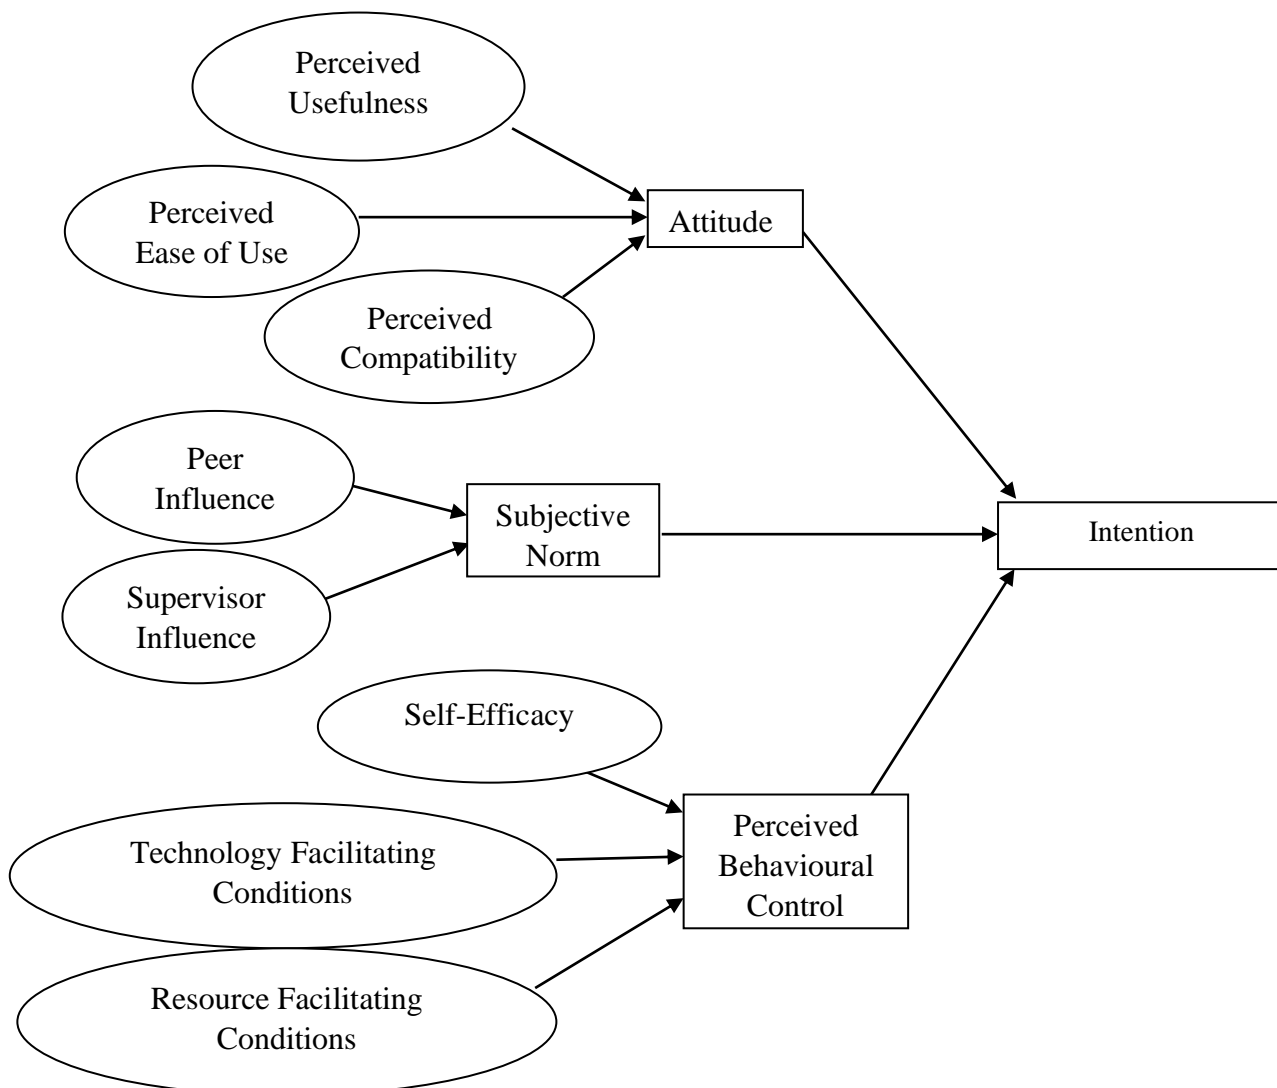 Perceived
Usefulness
Perceived
Ease of Use
Attitude
Perceived
Compatibility
Peer
Influence
Subjective
Norm
Intention
Supervisor
Influence
Self-Efficacy
Perceived
Behavioural
Control
Technology Facilitating
Conditions
Resource Facilitating
Conditions